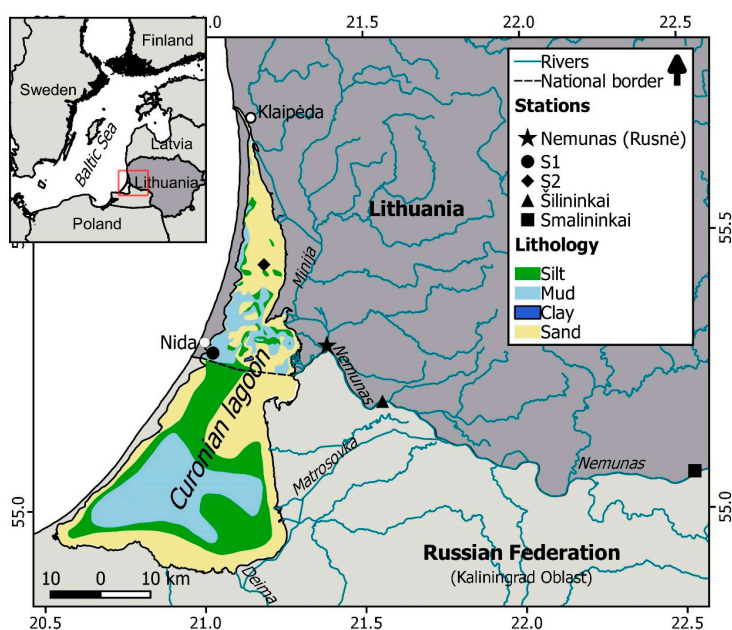 21.0
21.5
22.0
22.5
Finland
Sweden
Baltic Sea
Latvia
Lithuania
Poland
Rivers
National border
Stations
Nemunas (Rusnė)
S1
S2
Šilininkai
Smalininkai
Lithology
Silt
Mud
Clay
Sand
Klaipėda
Lithuania
Minija
55.5
Nida
Nemunas
Curonian lagoon
Matrosovka
Nemunas
55.0
55.0
Russian Federation
(Kaliningrad Oblast)
Deima
10 0 10 km
20.5
21.0
21.5
22.0
22.5